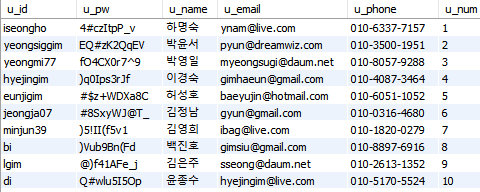 u_id u_pw u_name u_email u_phone u_num
iseongho 4#czItpP_v 하명숙 ynam@live.com 010-6337-7157 1
yeongsiggim EQ#zK2QqEV 박윤서 pyun@dreamwiz.com 010-3500-1951 2
yeongmi77 fO4CX0r7^9 박영일 myeongsugi@daum.net 010-8057-9288 3
hyejingim )q0Ips3rJf 이경숙 gimhaeun@gmail.com 010-4087-3464 4
eunjigim #$z+WDXa8C 허성호 baeyujin@hotmail.com 010-6051-1052 5
jeongja07 #8SxyWJ@T_ 김정남 gyun@gmail.com 010-0316-4680 6
minjun39 )5!II(f5v1 김영희 ibag@live.com 010-1820-0279 7
bi )Vub9Bn(Fd 백진호 gimsiu@gmail.com 010-8897-6916 8
lgim @)f41AFe_j 김은주 sseong@daum.net 010-2613-1352 9
di Q#wlu5I5Op 윤종수 hyejingim@live.com 010-5170-5524 10